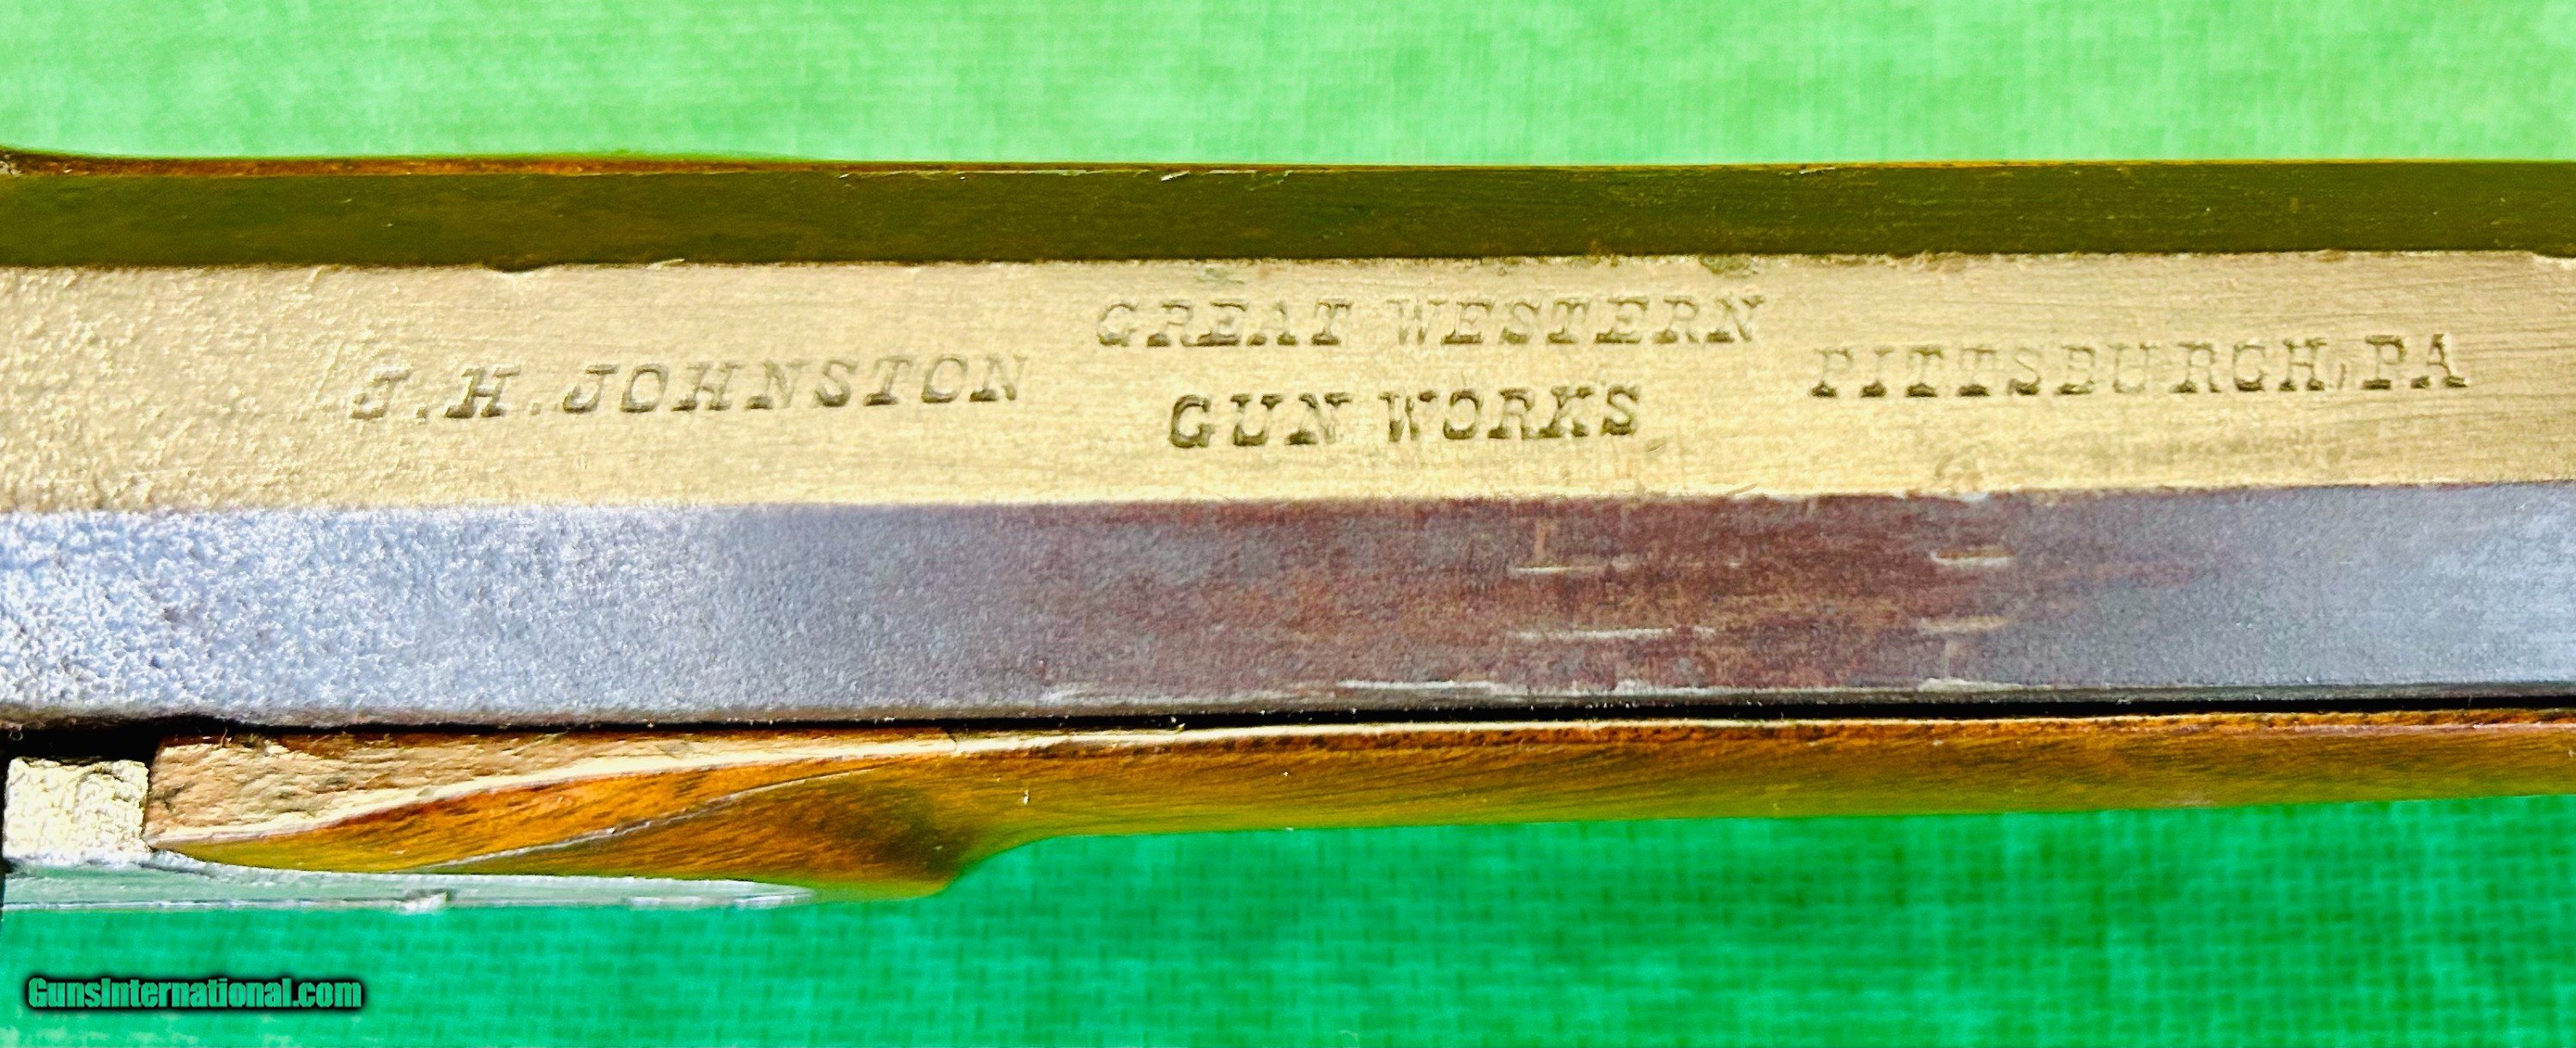 J.H.JOHNSTON
GREAT WESTERN
GUN WORKS
PITTSBURGH, PA
GunsInternational.com